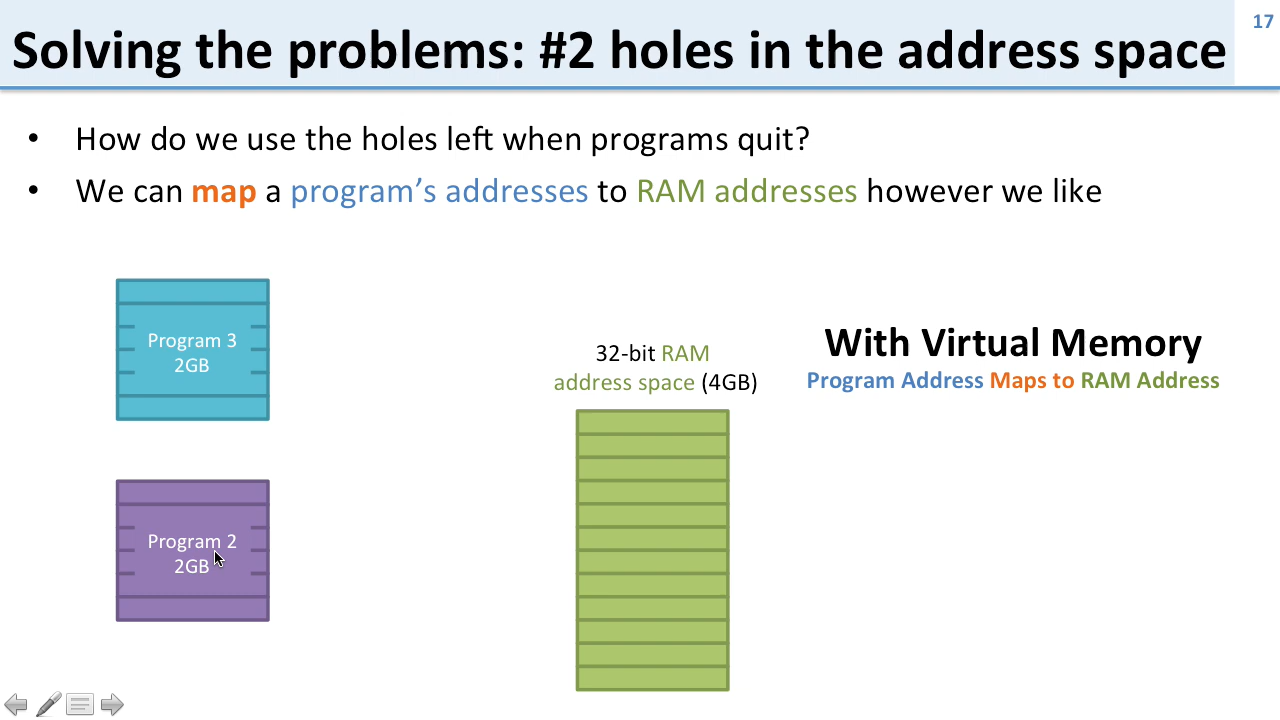 Solving the problems: #2 holes in the address space
17
• How do we use the holes left when programs quit?
• We can map a program’s addresses to RAM addresses however we like
Program 3
2GB
Program 2
2GB
32-bit RAM
address space (4GB)
With Virtual Memory
Program Address Maps to RAM Address